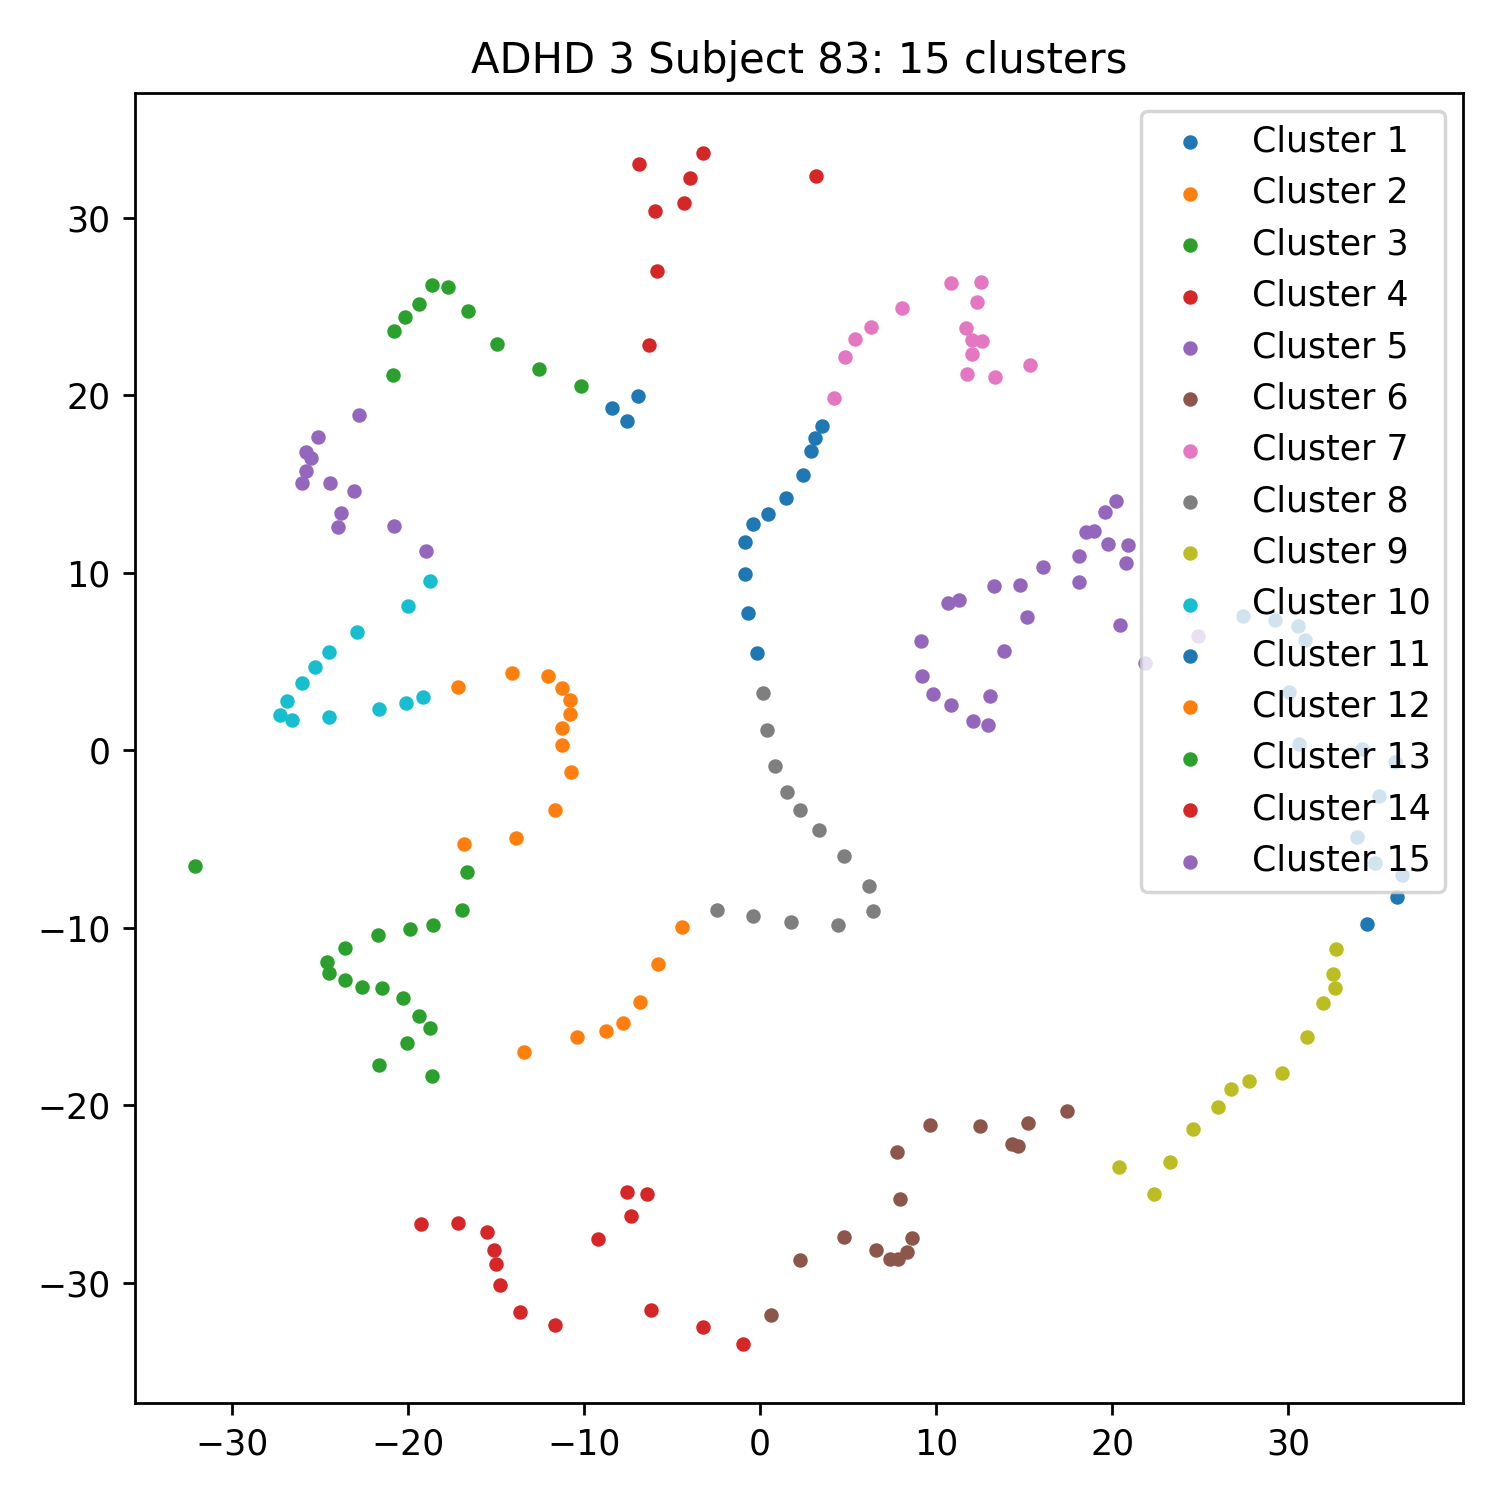 ADHD 3 Subject 83: 15 clusters
Cluster 1
Cluster 2
Cluster 3
Cluster 4
Cluster 5
Cluster 6
Cluster 7
Cluster 8
Cluster 9
Cluster 10
Cluster 11
Cluster 12
Cluster 13
Cluster 14
Cluster 15
30
20
10
0
−10
−20
−30
−30 −20 −10 0 10 20 30